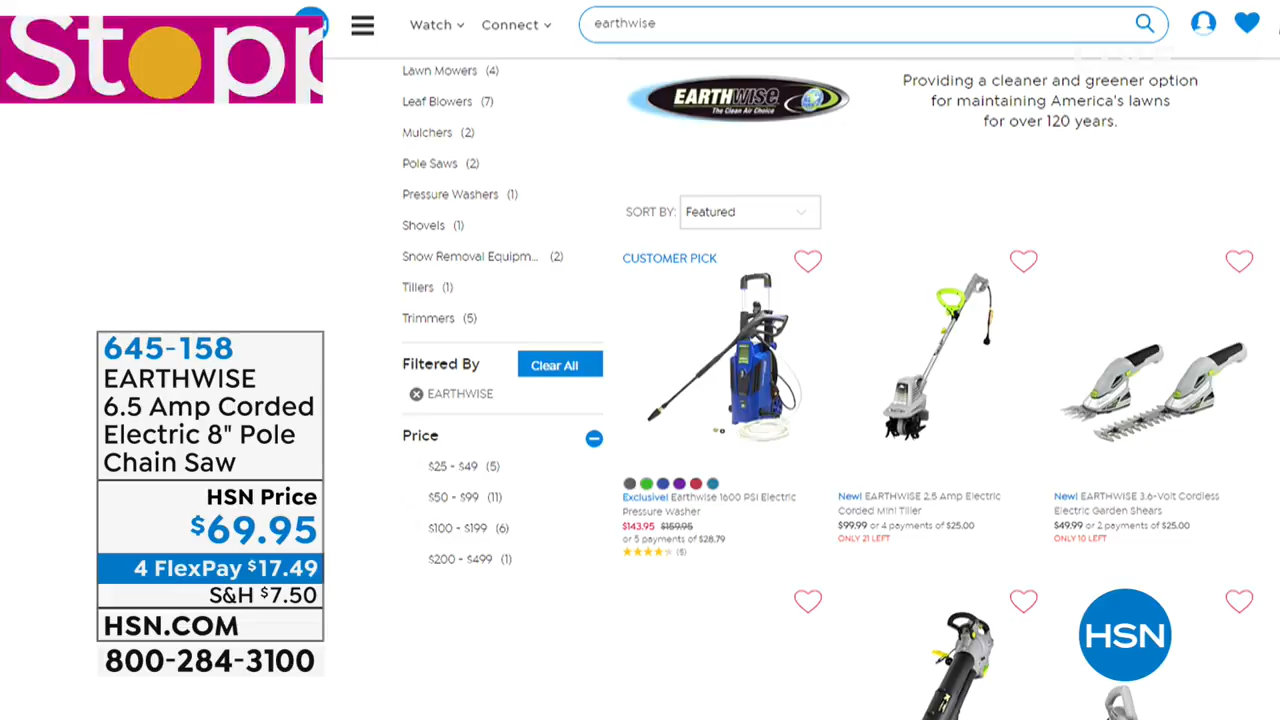 Stopp
Watch
Connect
earthwise
Lawn Mowers (4)
Leaf Blowers (7)
Mulchers (2)
Pole Saws (2)
Pressure Washers (1)
Shovels (1)
Snow Removal Equipm... (2)
Tillers (1)
Trimmers (5)
Filtered By
Clear All
EARTHWISE
Price
$25 - $49 (5)
$50 - $99 (11)
$100 - $199 (6)
$200 - $499 (1)
EARTHWISE
The Clean Air Choice
Providing a cleaner and greener option
for maintaining America's lawns
for over 120 years.
LIVE
SORT BY: Featured
CUSTOMER PICK
Exclusive! Earthwise 1600 PSI Electric
Pressure Washer
$143.95 $159.95
or 5 payments of $28.79
(5)
New! EARTHWISE 2.5 Amp Electric
Corded Mini Tiller
$99.99 or 4 payments of $25.00
ONLY 21 LEFT
New! EARTHWISE 3.6-Volt Cordless
Electric Garden Shears
$49.99 or 2 payments of $25.00
ONLY 10 LEFT
645-158
EARTHWISE
6.5 Amp Corded
Electric 8" Pole
Chain Saw
HSN Price
$69.95
4 FlexPay $17.49
S&H $7.50
HSN.COM
800-284-3100
HSN